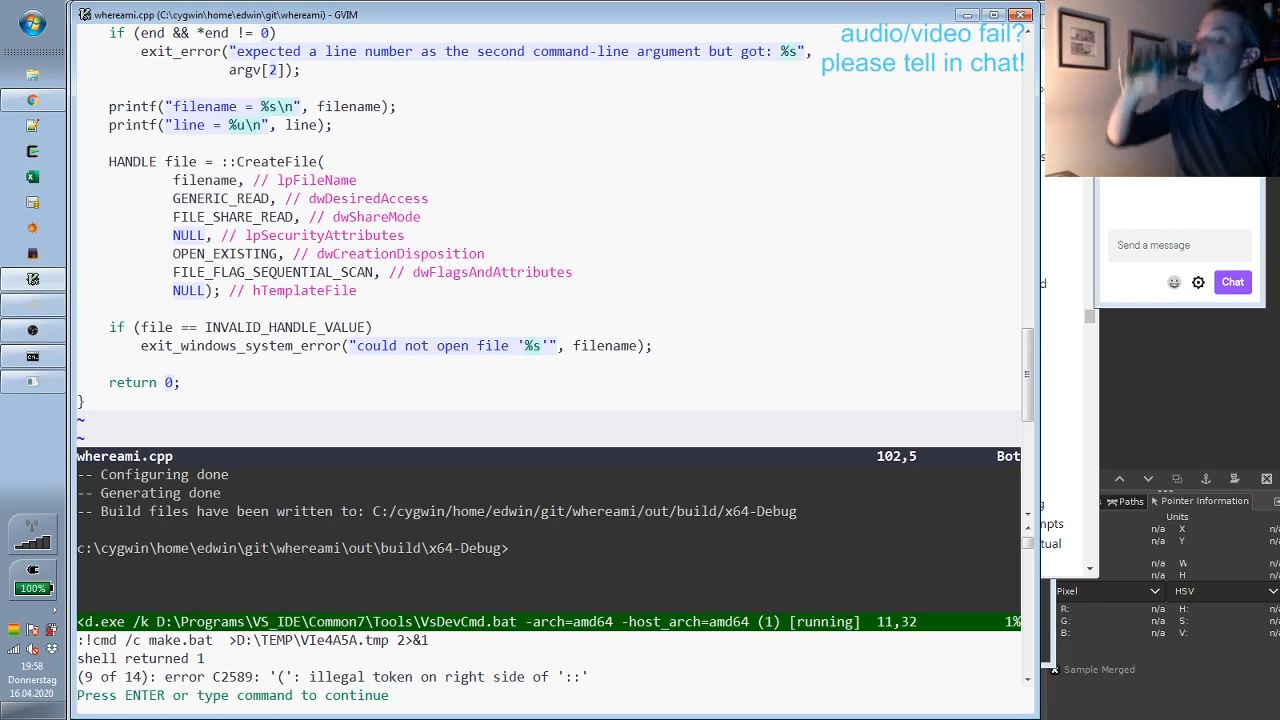 whereami.cpp (C:\cygwin\home\edwin\git\whereami) - GVIM
if (end && *end != 0)
exit_error("expected a line number as the second command-line argument but got: %s",
argv[2]);
audio/video fail?
please tell in chat!
printf("filename = %s\n", filename);
printf("line = %u\n", line);
HANDLE file = ::CreateFile(
filename, // lpFileName
GENERIC_READ, // dwDesiredAccess
FILE_SHARE_READ, // dwShareMode
NULL, // lpSecurityAttributes
OPEN_EXISTING, // dwCreationDisposition
FILE_FLAG_SEQUENTIAL_SCAN, // dwFlagsAndAttributes
NULL); // hTemplateFile
if (file == INVALID_HANDLE_VALUE)
exit_windows_system_error("could not open file '%s'", filename);
return 0;
}
~
~
whereami.cpp 102,5 Bot
-- Configuring done
-- Generating done
-- Build files have been written to: C:/cygwin/home/edwin/git/whereami/out/build/x64-Debug
c:\cygwin\home\edwin\git\whereami\out\build\x64-Debug>
<d.exe /k D:\Programs\VS_IDE\Common7\Tools\VsDevCmd.bat -arch=amd64 -host_arch=amd64 (1) [running] 11,32 1%
:!cmd /c make.bat >D:\TEMP\VIe4A5A.tmp 2>&1
shell returned 1
(9 of 14): error C2589: '(': illegal token on right side of '::'
Press ENTER or type command to continue
Send a message
Chat
Paths
Pointer Information
Units
n/a X n/a
n/a Y n/a
n/a W n/a
n/a H n/a
Pixel HSV
R: n/a H: n/a
G: n/a S: n/a
B: n/a V: n/a
Sample Merged
100%
19:58
Donnerstag
16.04.2020